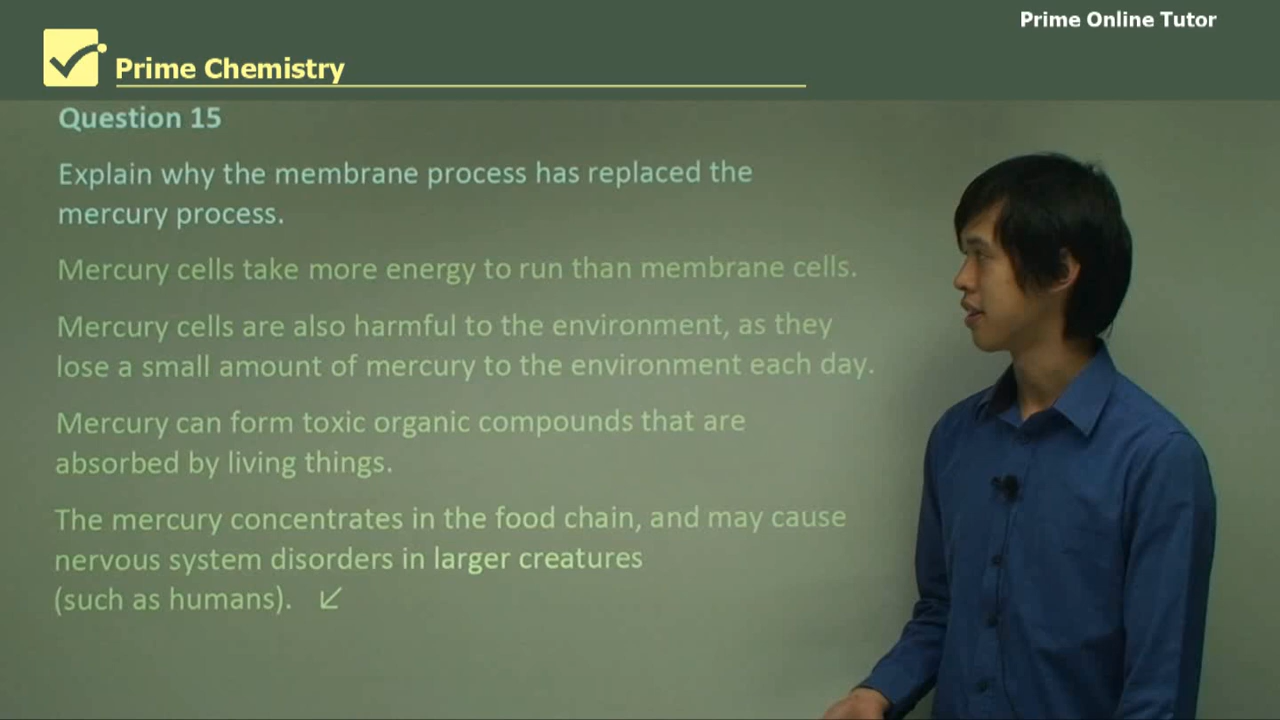 Prime Online Tutor
Prime Chemistry
Question 15
Explain why the membrane process has replaced the
mercury process.
Mercury cells take more energy to run than membrane cells.
Mercury cells are also harmful to the environment, as they
lose a small amount of mercury to the environment each day.
Mercury can form toxic organic compounds that are
absorbed by living things.
The mercury concentrates in the food chain, and may cause
nervous system disorders in larger creatures
(such as humans).